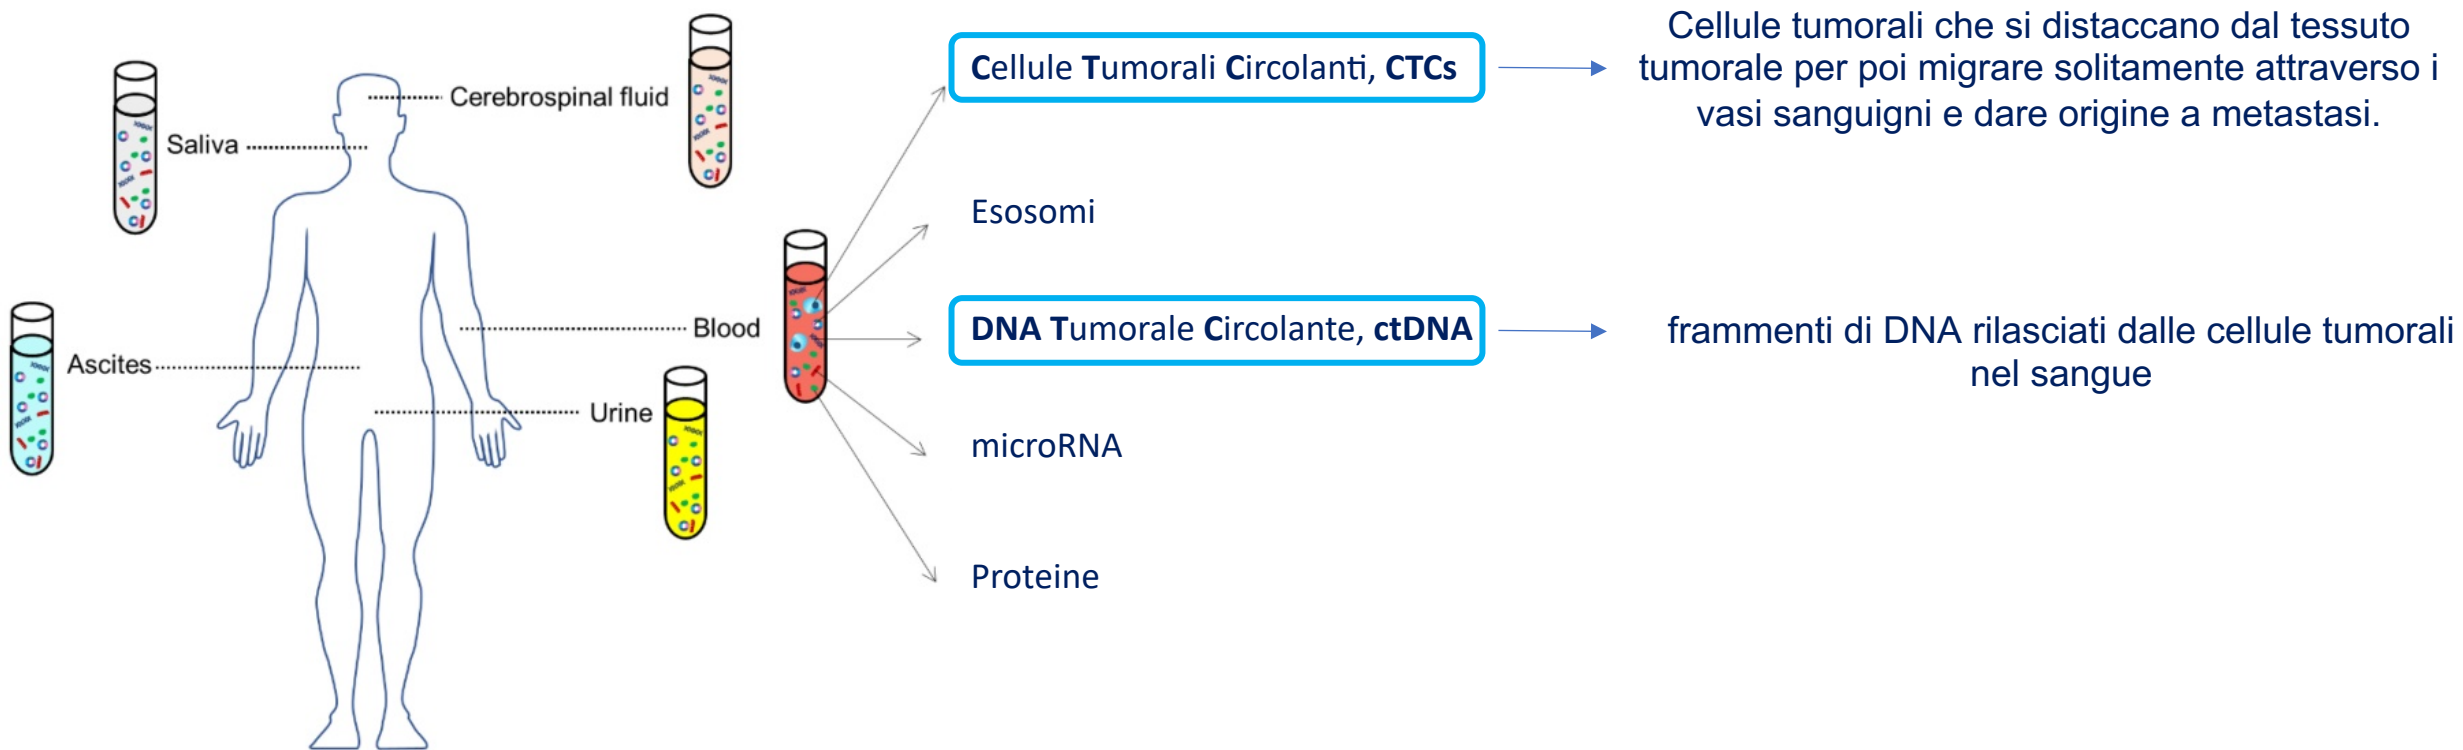 Cerebrospinal fluid
Saliva
Blood
Ascites
Urine
Cellule Tumorali Circolanti, CTCs
Cellule tumorali che si distaccano dal tessuto
tumorale per poi migrare solitamente attraverso i
vasi sanguigni e dare origine a metastasi.
Esosomi
DNA Tumorale Circolante, ctDNA
frammenti di DNA rilasciati dalle cellule tumorali
nel sangue
microRNA
Proteine